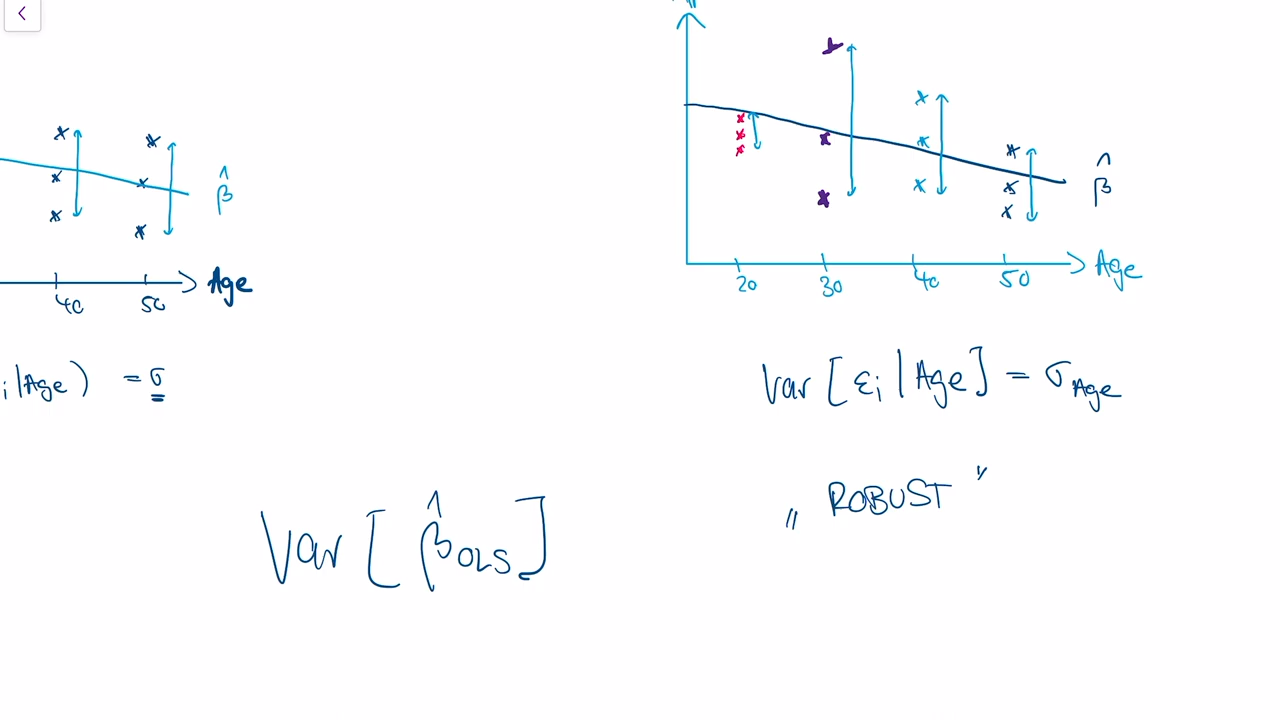 β̂
Age
40 50
i|Age) = σ
β̂
Age
20 30 40 50
Var [εi | Age] = σAge
Var [β̂OLS]
„ ROBUST "